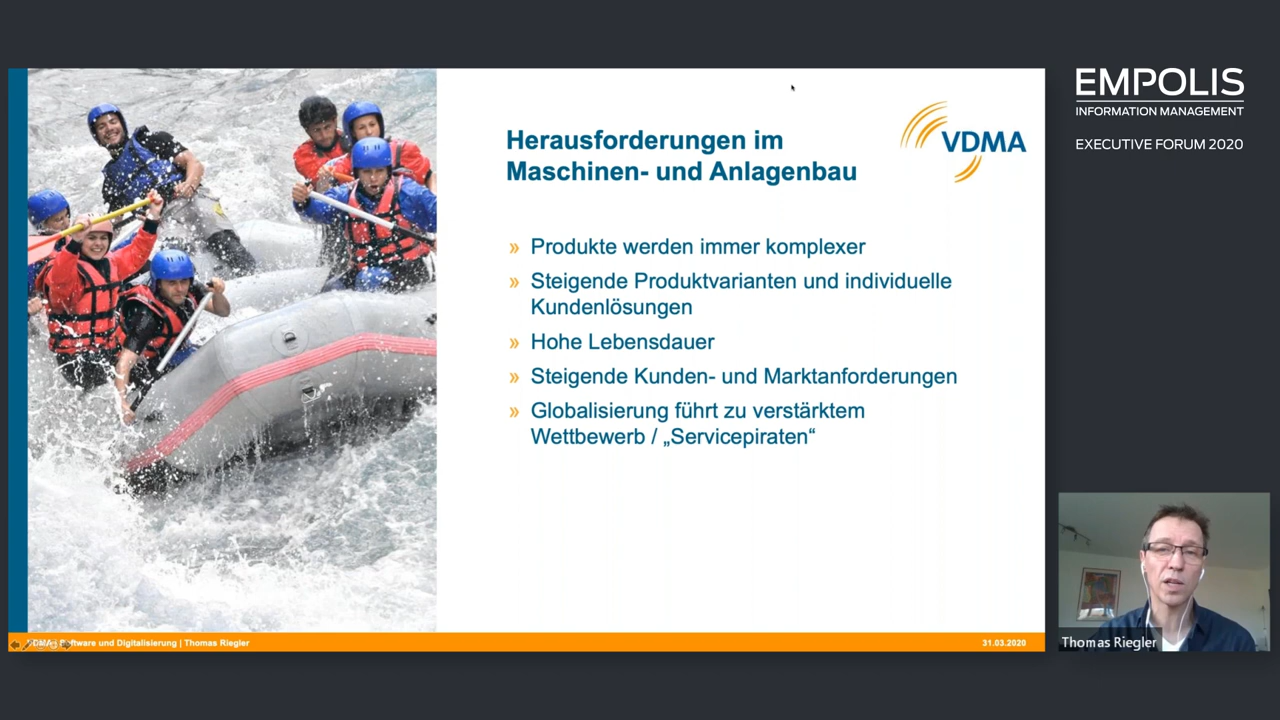 EMPOLIS
INFORMATION MANAGEMENT
EXECUTIVE FORUM 2020
Herausforderungen im
Maschinen- und Anlagenbau
VDMA
» Produkte werden immer komplexer
» Steigende Produktvarianten und individuelle
Kundenlösungen
» Hohe Lebensdauer
» Steigende Kunden- und Marktanforderungen
» Globalisierung führt zu verstärktem
Wettbewerb / „Servicepiraten“
VDMA | Software und Digitalisierung | Thomas Riegler
31.03.2020
Thomas Riegler